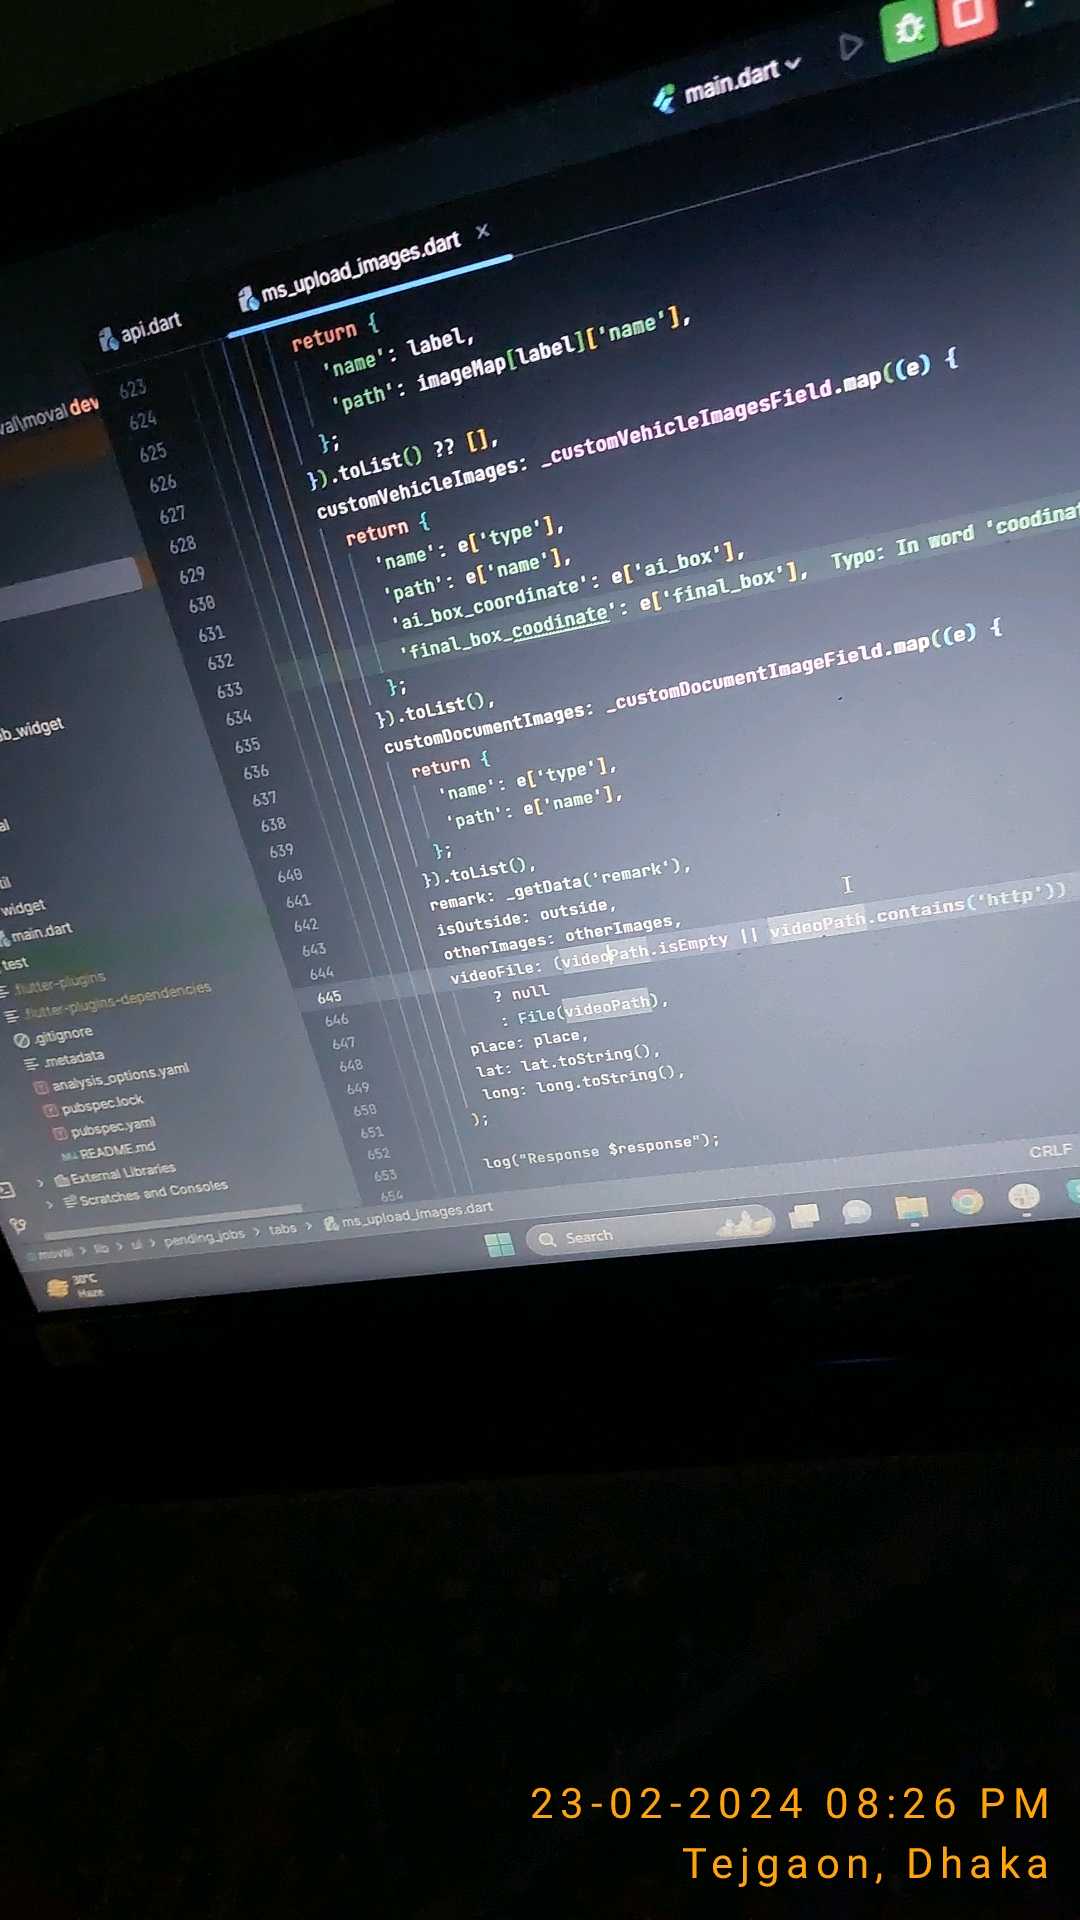 main.dart
api.dart
ms_upload_images.dart
val\moval dev
623
624
625
626
627
628
629
630
631
632
633
634
635
636
637
638
639
640
641
642
643
644
645
646
647
648
649
650
651
652
653
654
return {
'name': label,
'path': imageMap[label]['name'],
};
}).toList() ?? [],
customVehicleImages: _customVehicleImagesField.map((e) {
return {
'name': e['type'],
'path': e['name'],
'ai_box_coordinate': e['ai_box'],
'final_box_coodinate': e['final_box'], Typo: In word 'coodinat
};
}).toList(),
customDocumentImages: _customDocumentImageField.map((e) {
return {
'name': e['type'],
'path': e['name'],
};
}).toList(),
remark: _getData('remark'),
isOutside: outside,
otherImages: otherImages,
videoFile: (videoPath.isEmpty || videoPath.contains('http'))
? null
: File(videoPath),
place: place,
lat: lat.toString(),
long: long.toString(),
);
log("Response $response");
b_widget
al
til
widget
main.dart
test
.flutter-plugins
.flutter-plugins-dependencies
.gitignore
.metadata
analysis_options.yaml
pubspec.lock
pubspec.yaml
README.md
External Libraries
Scratches and Consoles
moval > lib > ui > pending_jobs > tabs > ms_upload_images.dart
CRLF
Search
30°C
Haze
23-02-2024 08:26 PM
Tejgaon, Dhaka